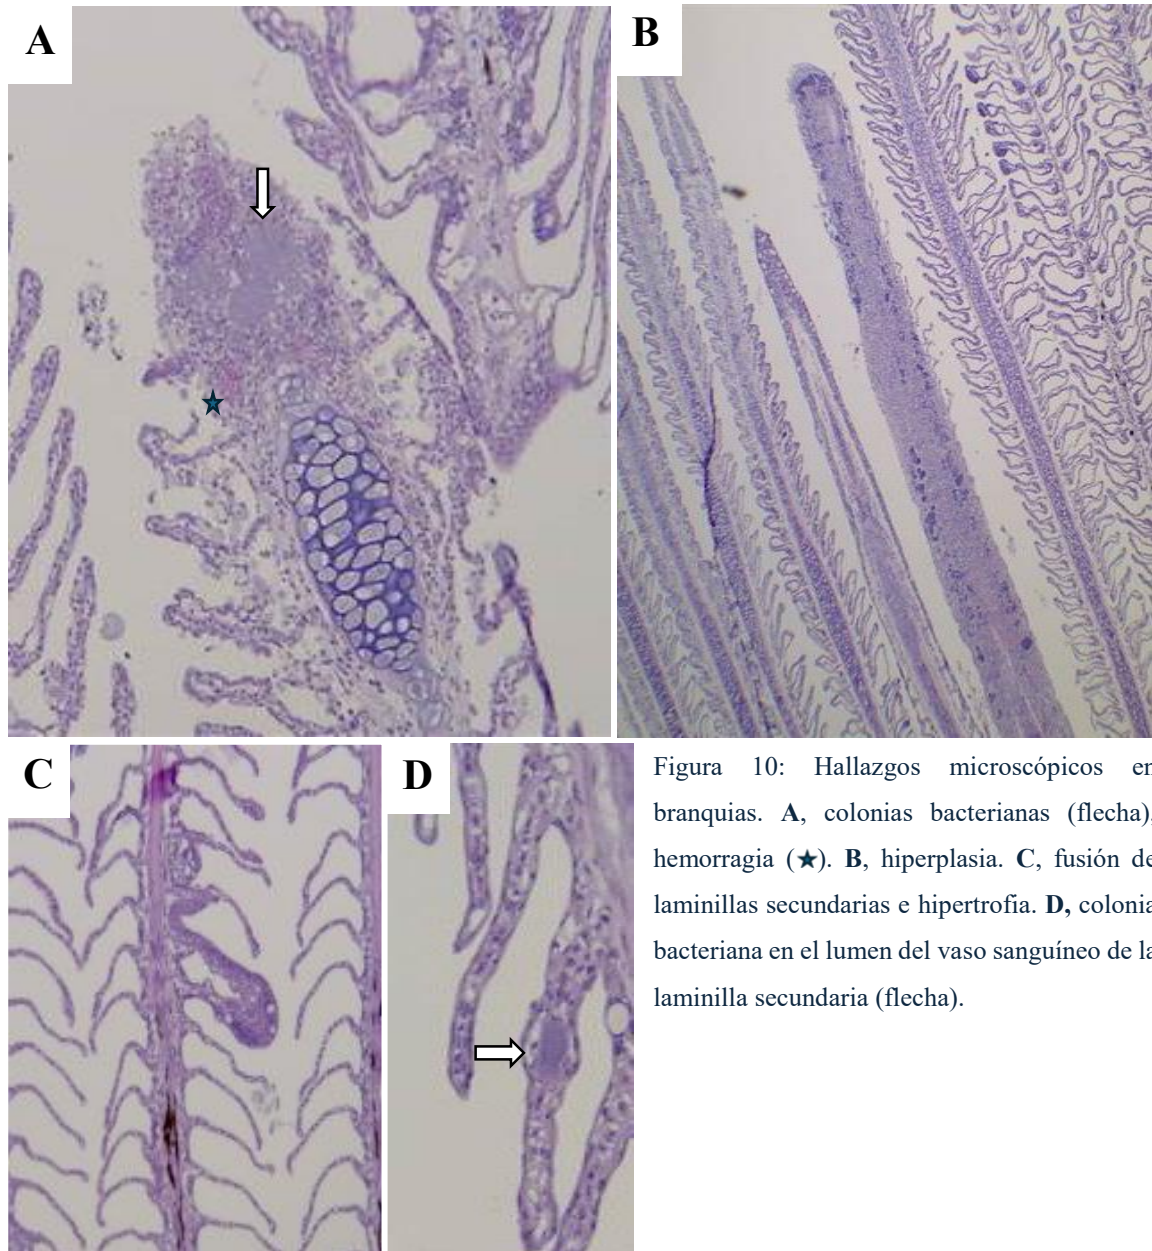 A
B
C
D
Figura 10: Hallazgos microscópicos en
branquias. A, colonias bacterianas (flecha),
hemorragia (★). B, hiperplasia. C, fusión de
laminillas secundarias e hipertrofia. D, colonia
bacteriana en el lumen del vaso sanguíneo de la
laminilla secundaria (flecha).